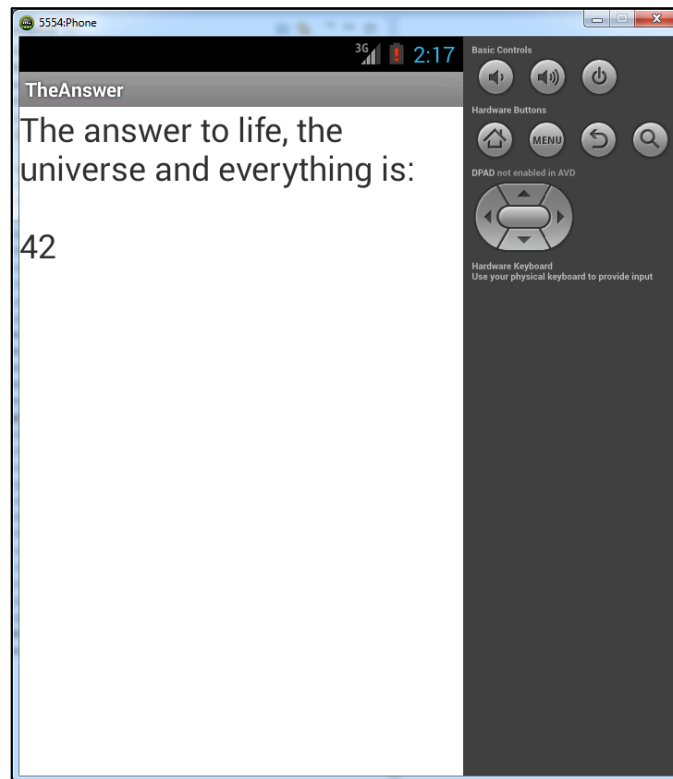 5554:Phone
3G 2:17
TheAnswer
The answer to life, the
universe and everything is:
42
Basic Controls
Hardware Buttons
MENU
DPAD not enabled in AVD
Hardware Keyboard
Use your physical keyboard to provide input